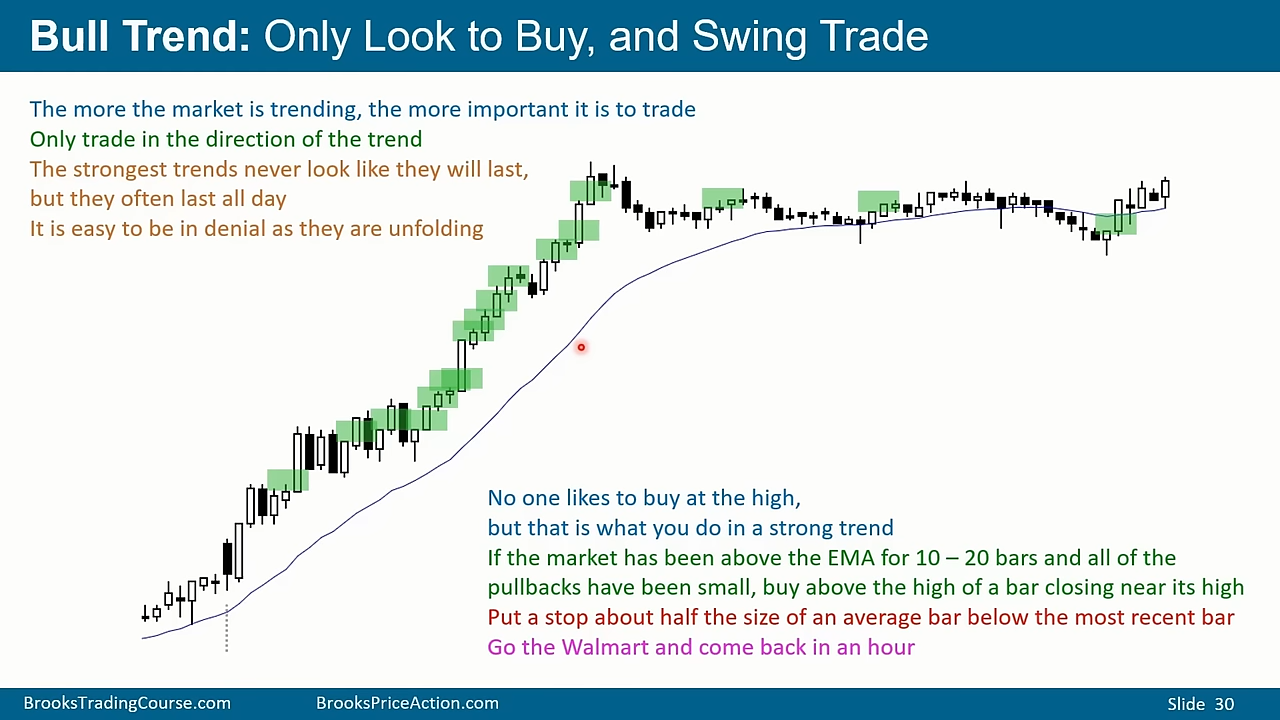 Bull Trend: Only Look to Buy, and Swing Trade
The more the market is trending, the more important it is to trade
Only trade in the direction of the trend
The strongest trends never look like they will last,
but they often last all day
It is easy to be in denial as they are unfolding
No one likes to buy at the high,
but that is what you do in a strong trend
If the market has been above the EMA for 10 – 20 bars and all of the
pullbacks have been small, buy above the high of a bar closing near its high
Put a stop about half the size of an average bar below the most recent bar
Go the Walmart and come back in an hour
BrooksTradingCourse.com
BrooksPriceAction.com
Slide 30